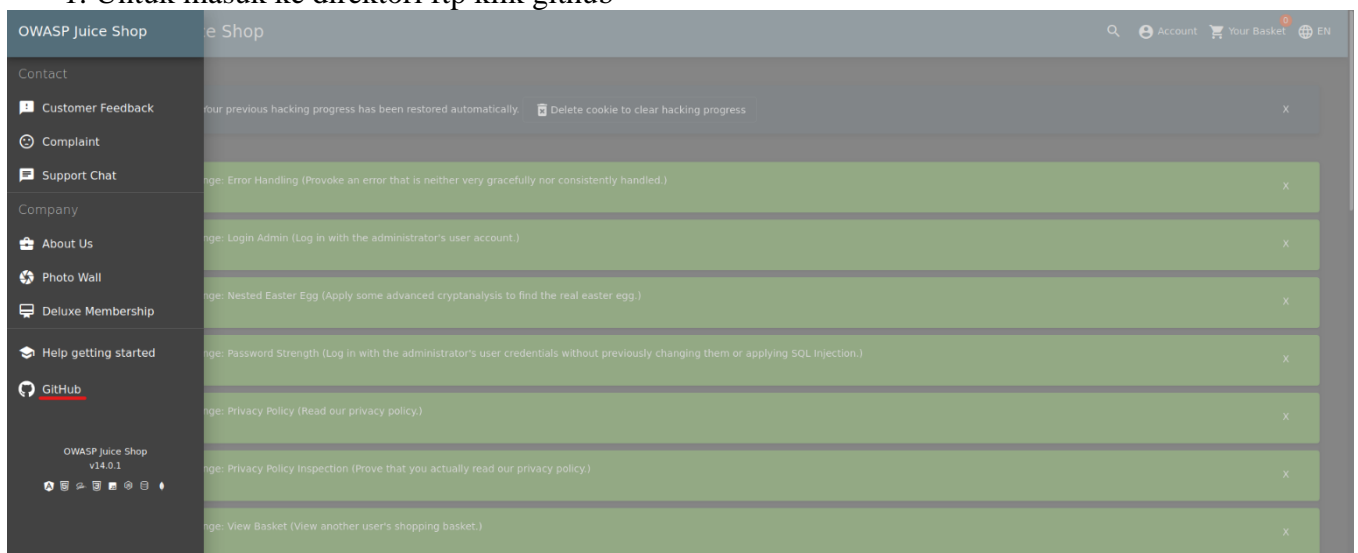 1. Untuk masuk ke direktori ftp klik github
OWASP Juice Shop
e Shop
Account
Your Basket
0
EN
Contact
Customer Feedback
Complaint
Support Chat
Company
About Us
Photo Wall
Deluxe Membership
Help getting started
GitHub
OWASP Juice Shop
v14.0.1
our previous hacking progress has been restored automatically.
Delete cookie to clear hacking progress
X
nge: Error Handling (Provoke an error that is neither very gracefully nor consistently handled.)
X
nge: Login Admin (Log in with the administrator's user account.)
X
nge: Nested Easter Egg (Apply some advanced cryptanalysis to find the real easter egg.)
X
nge: Password Strength (Log in with the administrator's user credentials without previously changing them or applying SQL Injection.)
X
nge: Privacy Policy (Read our privacy policy.)
X
nge: Privacy Policy Inspection (Prove that you actually read our privacy policy.)
X
nge: View Basket (View another user's shopping basket.)
X